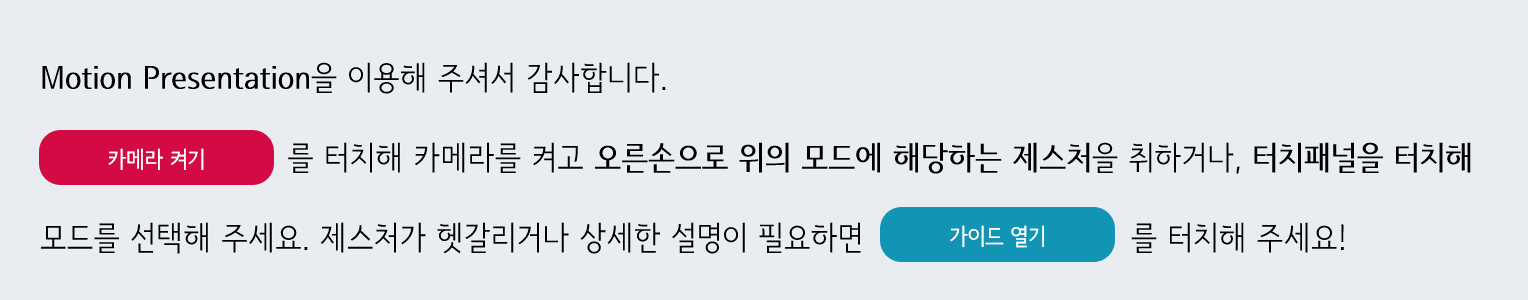 Motion Presentation을 이용해 주셔서 감사합니다.
카메라 켜기 를 터치해 카메라를 켜고 오른손으로 위의 모드에 해당하는 제스처을 취하거나, 터치패널을 터치해
모드를 선택해 주세요. 제스처가 헷갈리거나 상세한 설명이 필요하면 가이드 열기 를 터치해 주세요!